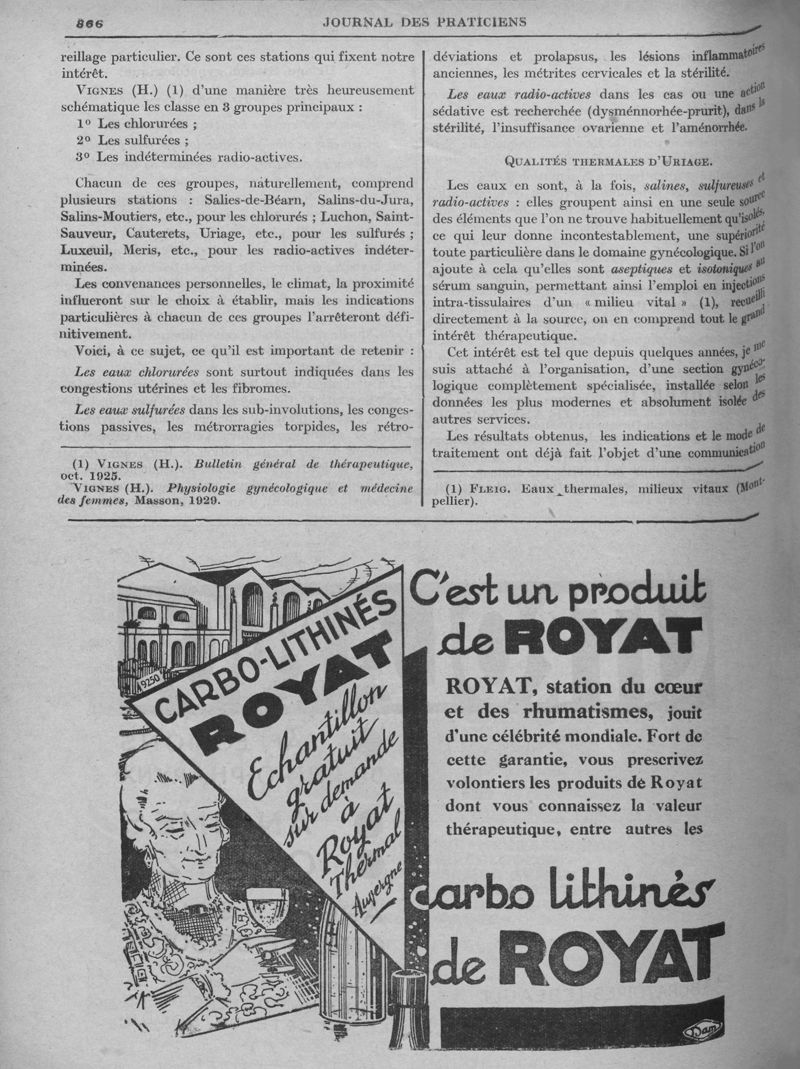 866
JOURNAL DES PRATICIENS
reillage particulier. Ce sont ces stations qui fixent notre
intérêt.
VIGNES (H.) (1) d'une manière très heureusement
schématique les classe en 3 groupes principaux :
1º Les chlorurées ;
2º Les sulfurées ;
3º Les indéterminées radio-actives.
Chacun de ces groupes, naturellement, comprend
plusieurs stations : Salies-de-Béarn, Salins-du-Jura,
Salins-Moutiers, etc., pour les chlorurés ; Luchon, Saint-
Sauveur, Cauterets, Uriage, etc., pour les sulfurés ;
Luxeuil, Meris, etc., pour les radio-actives indéter-
minées.
Les convenances personnelles, le climat, la proximité
influeront sur le choix à établir, mais les indications
particulières à chacun de ces groupes l'arrêteront défi-
nitivement.
Voici, à ce sujet, ce qu'il est important de retenir :
Les eaux chlorurées sont surtout indiquées dans les
congestions utérines et les fibromes.
Les eaux sulfurées dans les sub-involutions, les conges-
tions passives, les métrorragies torpides, les rétro-
(1) VIGNES (H.). Bulletin général de thérapeutique,
oct. 1925.
VIGNES (H.). Physiologie gynécologique et médecine
des femmes, Masson, 1929.
déviations et prolapsus, les lésions inflammatoires
anciennes, les métrites cervicales et la stérilité.
Les eaux radio-actives dans les cas ou une action
sédative est recherchée (dysménnorhée-prurit), dans la
stérilité, l'insuffisance ovarienne et l'aménorrhée.
QUALITÉS THERMALES D'URIAGE.
Les eaux en sont, à la fois, salines, sulfureuses et
radio-actives : elles groupent ainsi en une seule source
des éléments que l'on ne trouve habituellement qu'isolés,
ce qui leur donne incontestablement, une supériorité
toute particulière dans le domaine gynécologique. Si l'on
ajoute à cela qu'elles sont aseptiques et isotoniques au
sérum sanguin, permettant ainsi l'emploi en injections
intra-tissulaires d'un « milieu vital » (1), recueilli
directement à la source, on en comprend tout le grand
intérêt thérapeutique.
Cet intérêt est tel que depuis quelques années, je me
suis attaché à l'organisation, d'une section gynéco-
logique complètement spécialisée, installée selon les
données les plus modernes et absolument isolée des
autres services.
Les résultats obtenus, les indications et le mode de
traitement ont déjà fait l'objet d'une communication
(1) FLEIG. Eaux thermales, milieux vitaux (Mont-
pellier).
9250
CARBO-LITHINÉS
ROYAT
Echantillon
gratuit
sur demande
à
Royat
Thermal
Auvergne
C'est un produit
de ROYAT
ROYAT, station du cœur
et des rhumatismes, jouit
d'une célébrité mondiale. Fort de
cette garantie, vous prescrivez
volontiers les produits de Royat
dont vous connaissez la valeur
thérapeutique, entre autres les
carbo lithinés
de ROYAT
Dam